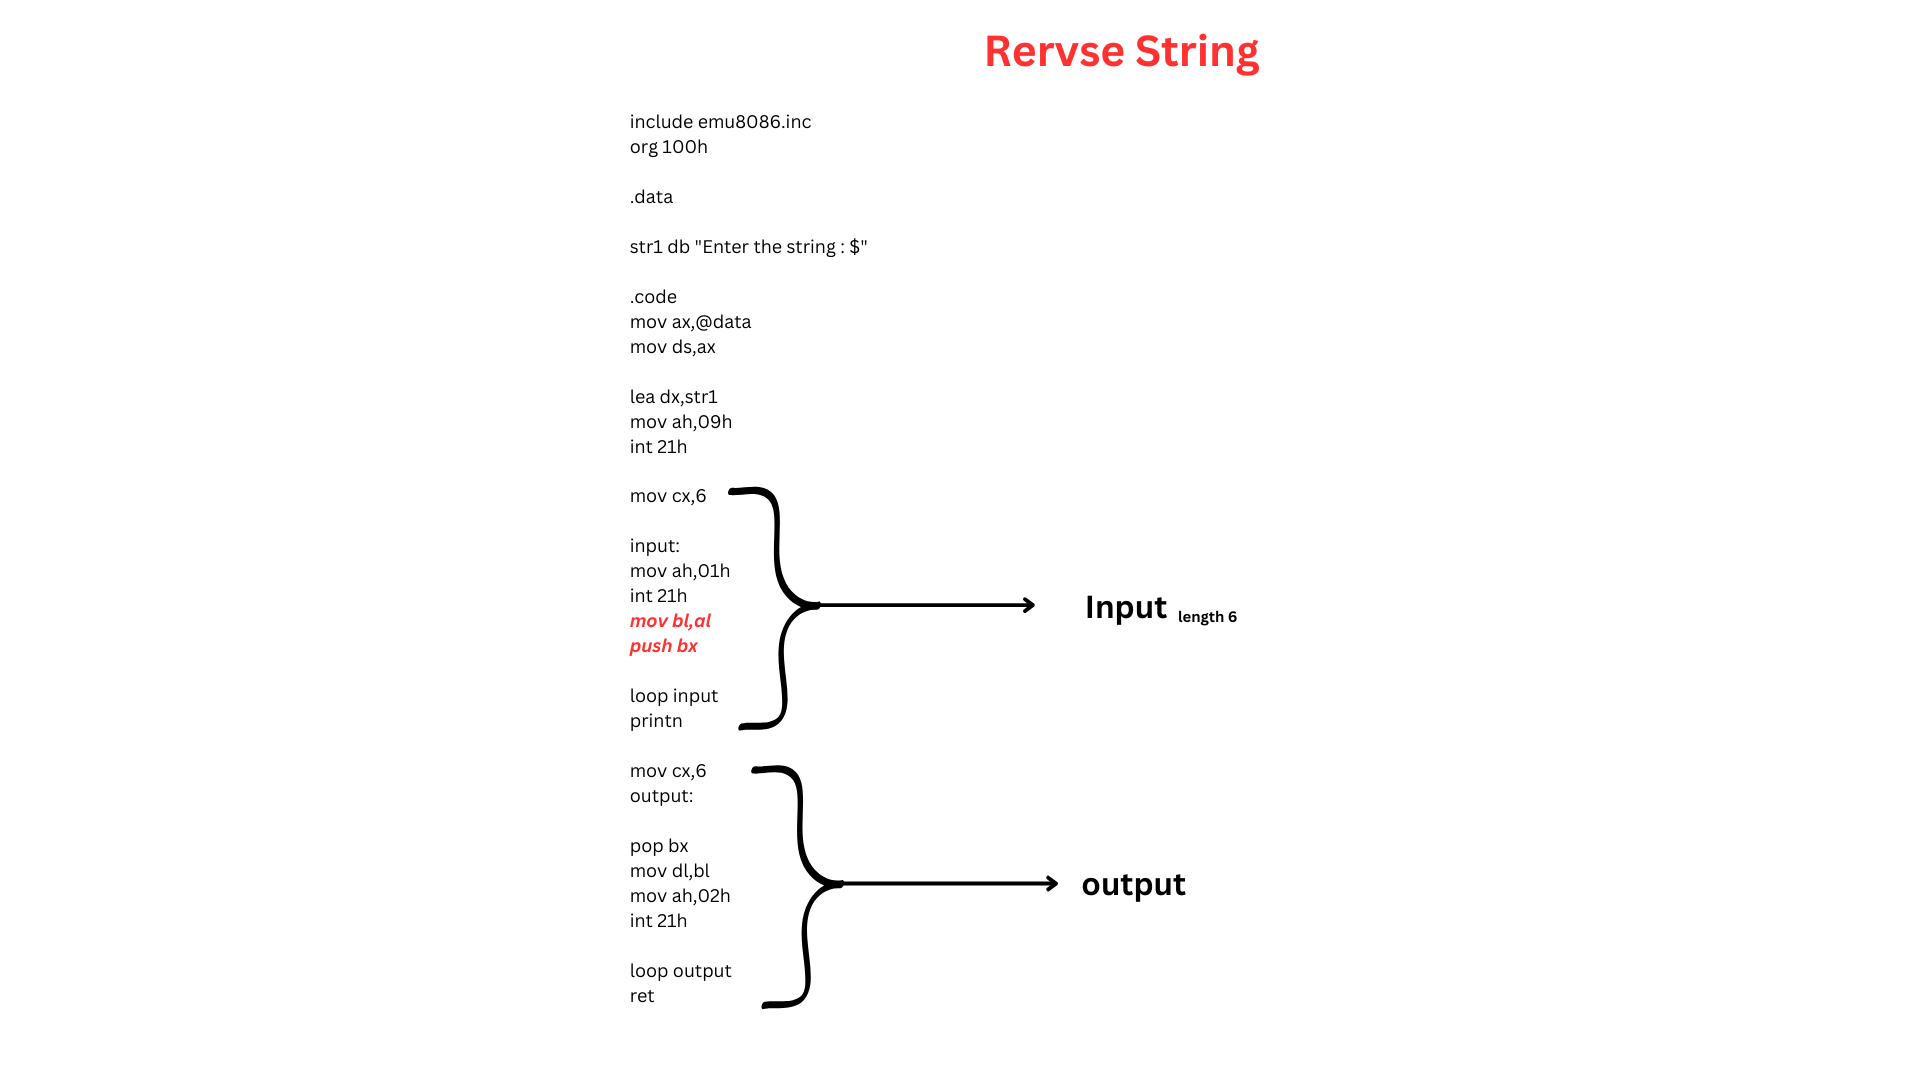 Rervse String
include emu8086.inc
org 100h
.data
str1 db "Enter the string : $"
.code
mov ax,@data
mov ds,ax
lea dx,str1
mov ah,09h
int 21h
mov cx,6
input:
mov ah,01h
int 21h
mov bl,al
push bx
loop input
printn
Input length 6
mov cx,6
output:
pop bx
mov dl,bl
mov ah,02h
int 21h
loop output
ret
output